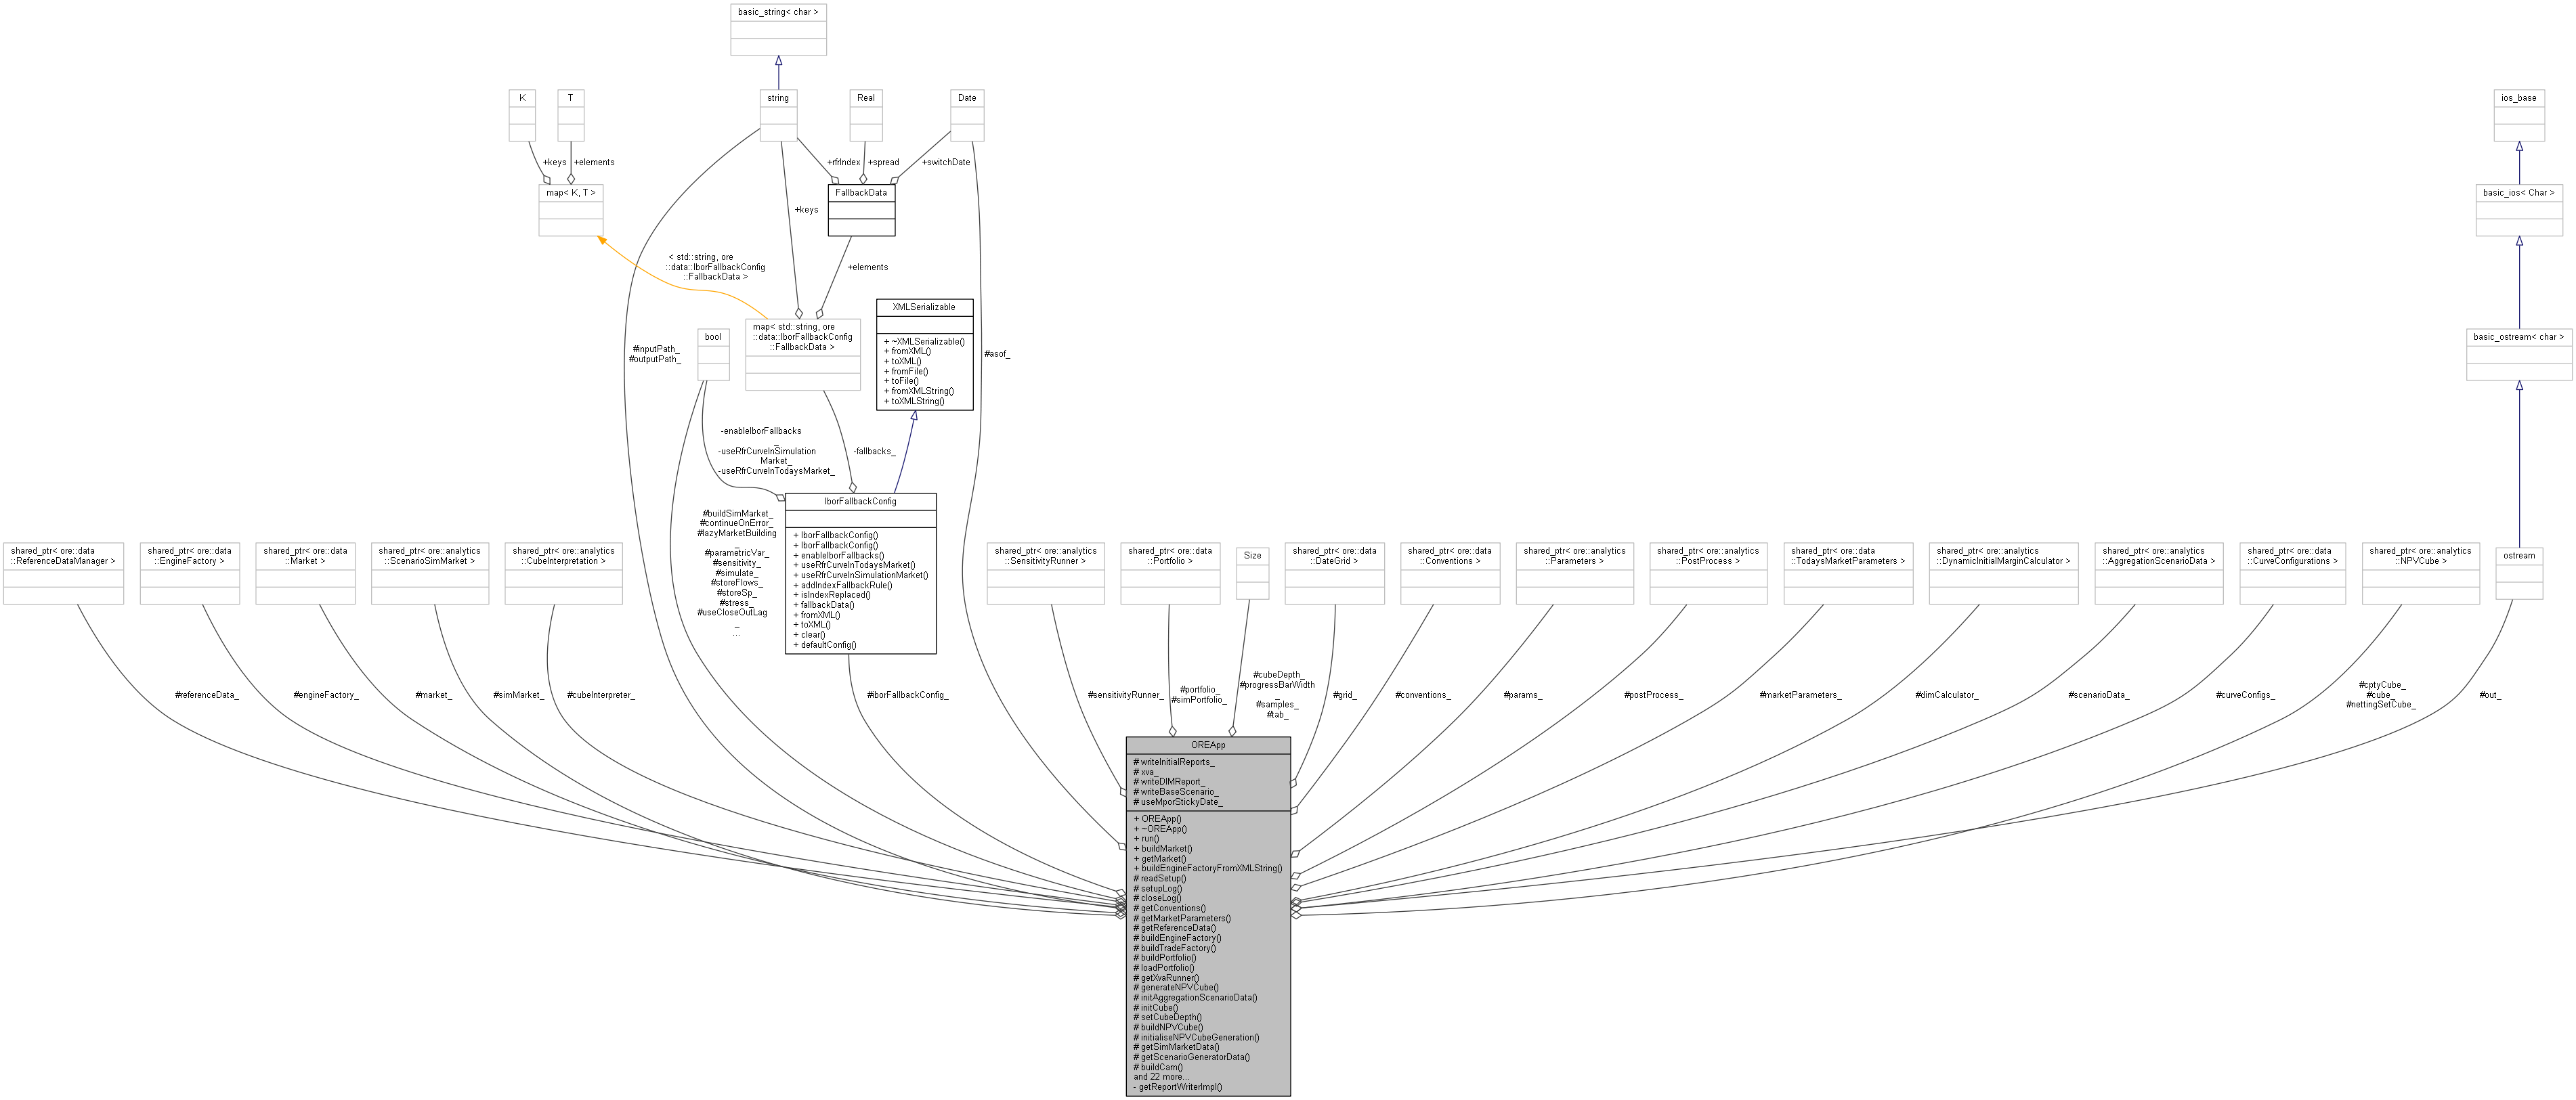 basic_string< char >
K
T
string
Real
Date
ios_base
+keys
+elements
+rfrIndex
+spread
+switchDate
map< K, T >
FallbackData
basic_ios< Char >
+keys
< std::string, ore
::data::IborFallbackConfig
::FallbackData >
+elements
XMLSerializable
+ ~XMLSerializable()
+ fromXML()
+ toXML()
+ fromFile()
+ toFile()
+ fromXMLString()
+ toXMLString()
bool
map< std::string, ore
::data::IborFallbackConfig
::FallbackData >
basic_ostream< char >
#inputPath_
#outputPath_
#asof_
-enableIborFallbacks
_
-useRfrCurveInSimulation
Market_
-useRfrCurveInTodaysMarket_
-fallbacks_
IborFallbackConfig
+ IborFallbackConfig()
+ IborFallbackConfig()
+ enableIborFallbacks()
+ useRfrCurveInTodaysMarket()
+ useRfrCurveInSimulationMarket()
+ addIndexFallbackRule()
+ isIndexReplaced()
+ fallbackData()
+ fromXML()
+ toXML()
+ clear()
+ defaultConfig()
#buildSimMarket_
#continueOnError_
#lazyMarketBuilding
_
#parametricVar_
#sensitivity_
#simulate_
#storeFlows_
#storeSp_
#stress_
#useCloseOutLag
_
...
shared_ptr< ore::data
::ReferenceDataManager >
shared_ptr< ore::data
::EngineFactory >
shared_ptr< ore::data
::Market >
shared_ptr< ore::analytics
::ScenarioSimMarket >
shared_ptr< ore::analytics
::CubeInterpretation >
shared_ptr< ore::analytics
::SensitivityRunner >
shared_ptr< ore::data
::Portfolio >
Size
shared_ptr< ore::data
::DateGrid >
shared_ptr< ore::data
::Conventions >
shared_ptr< ore::analytics
::Parameters >
shared_ptr< ore::analytics
::PostProcess >
shared_ptr< ore::data
::TodaysMarketParameters >
shared_ptr< ore::analytics
::DynamicInitialMarginCalculator >
shared_ptr< ore::analytics
::AggregationScenarioData >
shared_ptr< ore::data
::CurveConfigurations >
shared_ptr< ore::analytics
::NPVCube >
ostream
#referenceData_
#engineFactory_
#market_
#simMarket_
#cubeInterpreter_
#iborFallbackConfig_
#sensitivityRunner_
#portfolio_
#simPortfolio_
#cubeDepth_
#progressBarWidth
_
#samples_
#tab_
#grid_
#conventions_
#params_
#postProcess_
#marketParameters_
#dimCalculator_
#scenarioData_
#curveConfigs_
#cptyCube_
#cube_
#nettingSetCube_
#out_
OREApp
# writeInitialReports_
# xva_
# writeDIMReport_
# writeBaseScenario_
# useMporStickyDate_
+ OREApp()
+ ~OREApp()
+ run()
+ buildMarket()
+ getMarket()
+ buildEngineFactoryFromXMLString()
# readSetup()
# setupLog()
# closeLog()
# getConventions()
# getMarketParameters()
# getReferenceData()
# buildEngineFactory()
# buildTradeFactory()
# buildPortfolio()
# loadPortfolio()
# getXvaRunner()
# generateNPVCube()
# initAggregationScenarioData()
# initCube()
# setCubeDepth()
# buildNPVCube()
# initialiseNPVCubeGeneration()
# getSimMarketData()
# getScenarioGeneratorData()
# buildCam()
and 22 more...
- getReportWriterImpl()